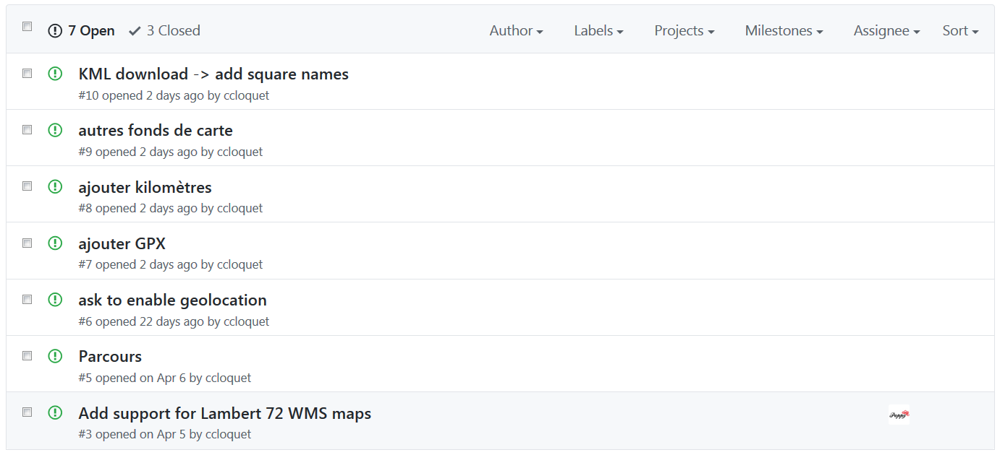 7 Open 3 Closed Author Labels Projects Milestones Assignee Sort
KML download -> add square names
#10 opened 2 days ago by ccloquet
autres fonds de carte
#9 opened 2 days ago by ccloquet
ajouter kilomètres
#8 opened 2 days ago by ccloquet
ajouter GPX
#7 opened 2 days ago by ccloquet
ask to enable geolocation
#6 opened 22 days ago by ccloquet
Parcours
#5 opened on Apr 6 by ccloquet
Add support for Lambert 72 WMS maps
Poppy
#3 opened on Apr 5 by ccloquet